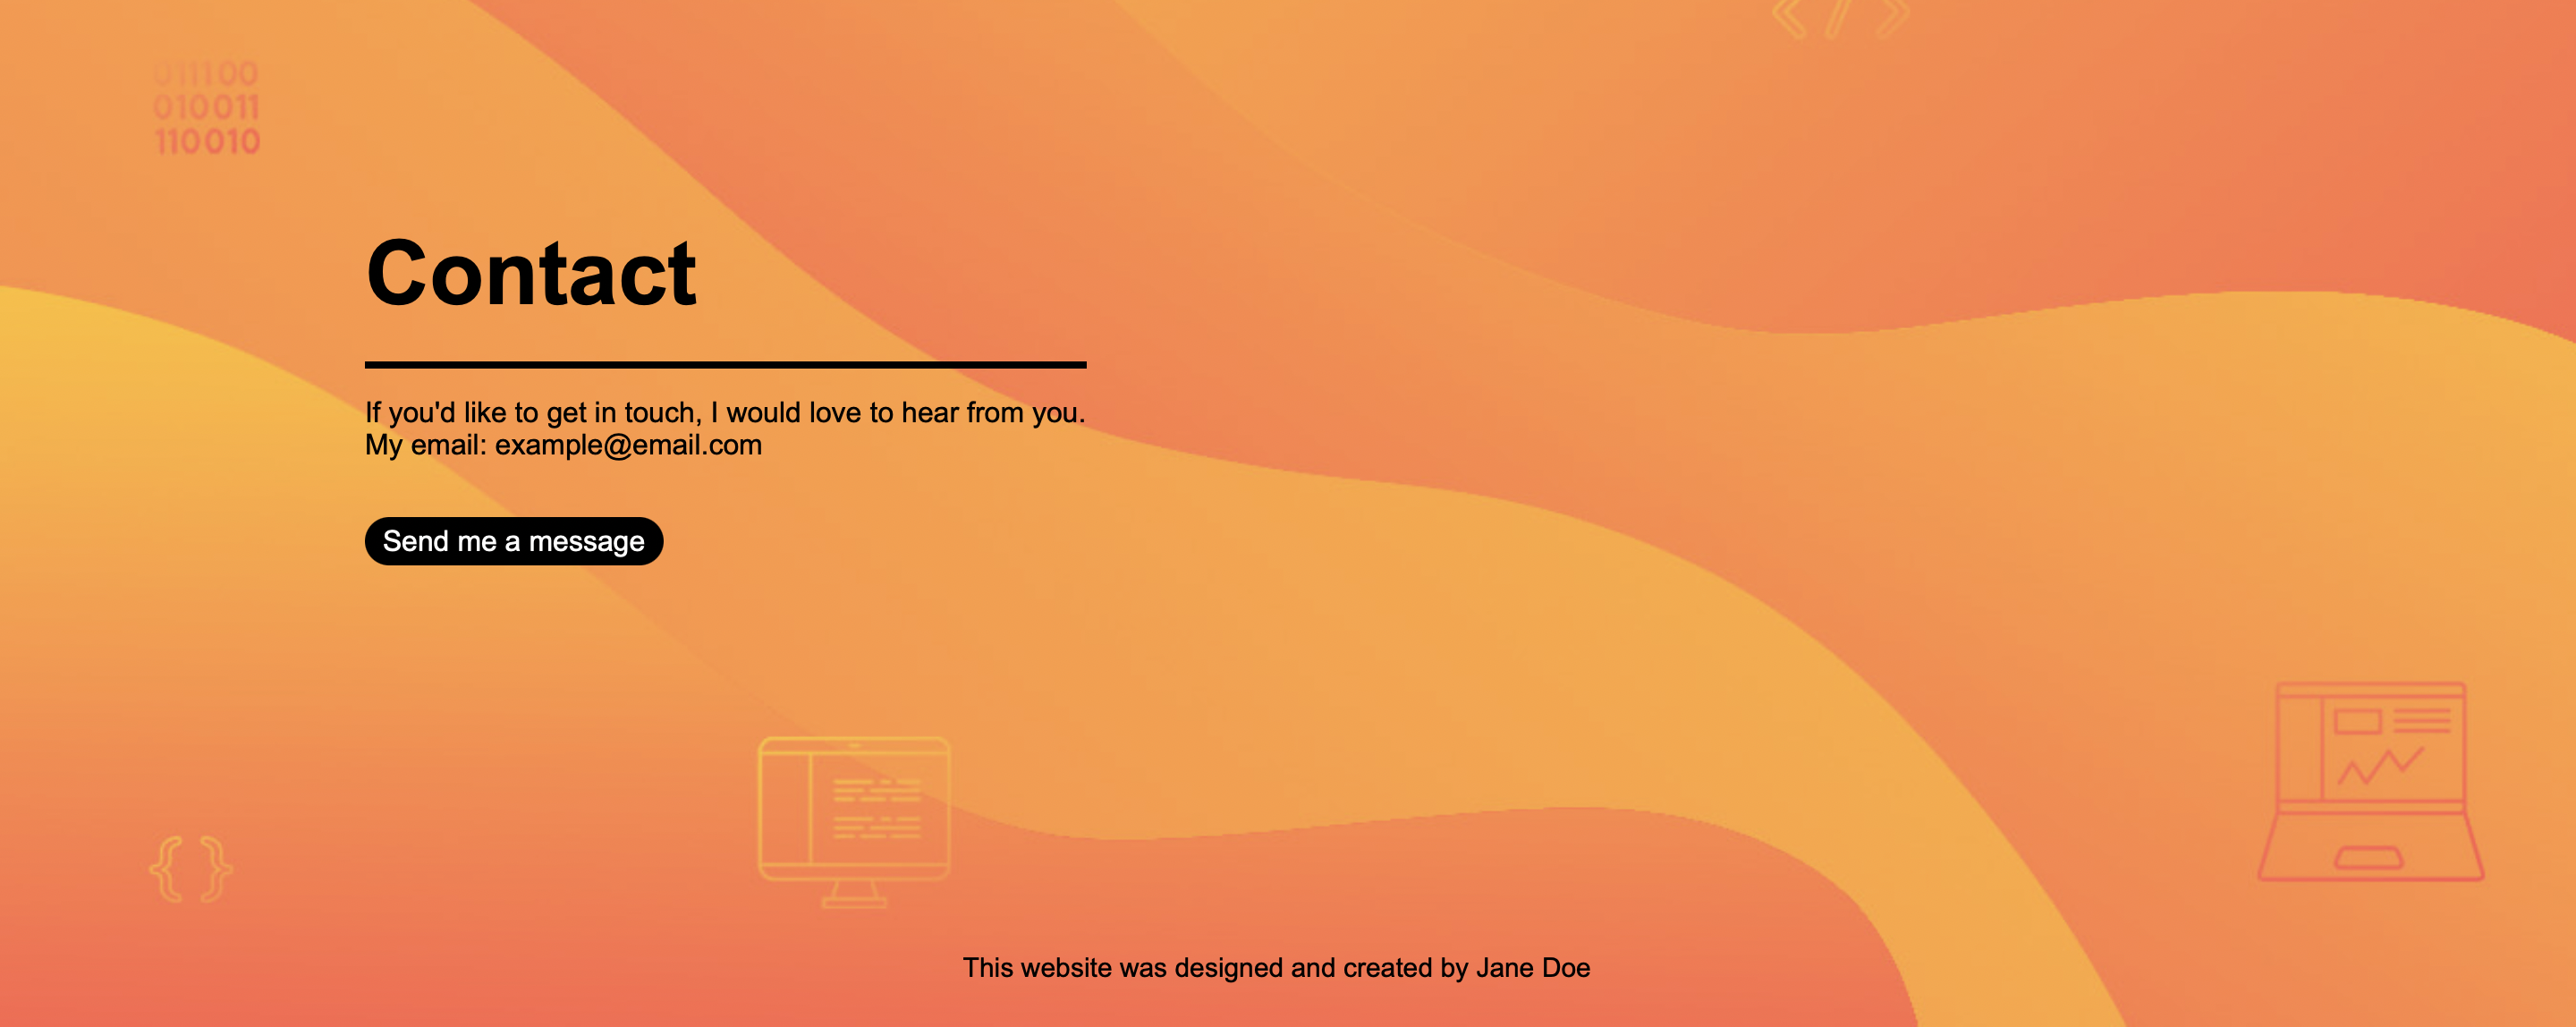 </>
011100
010011
110010
Contact
If you'd like to get in touch, I would love to hear from you.
My email: example@email.com
Send me a message
{ }
This website was designed and created by Jane Doe